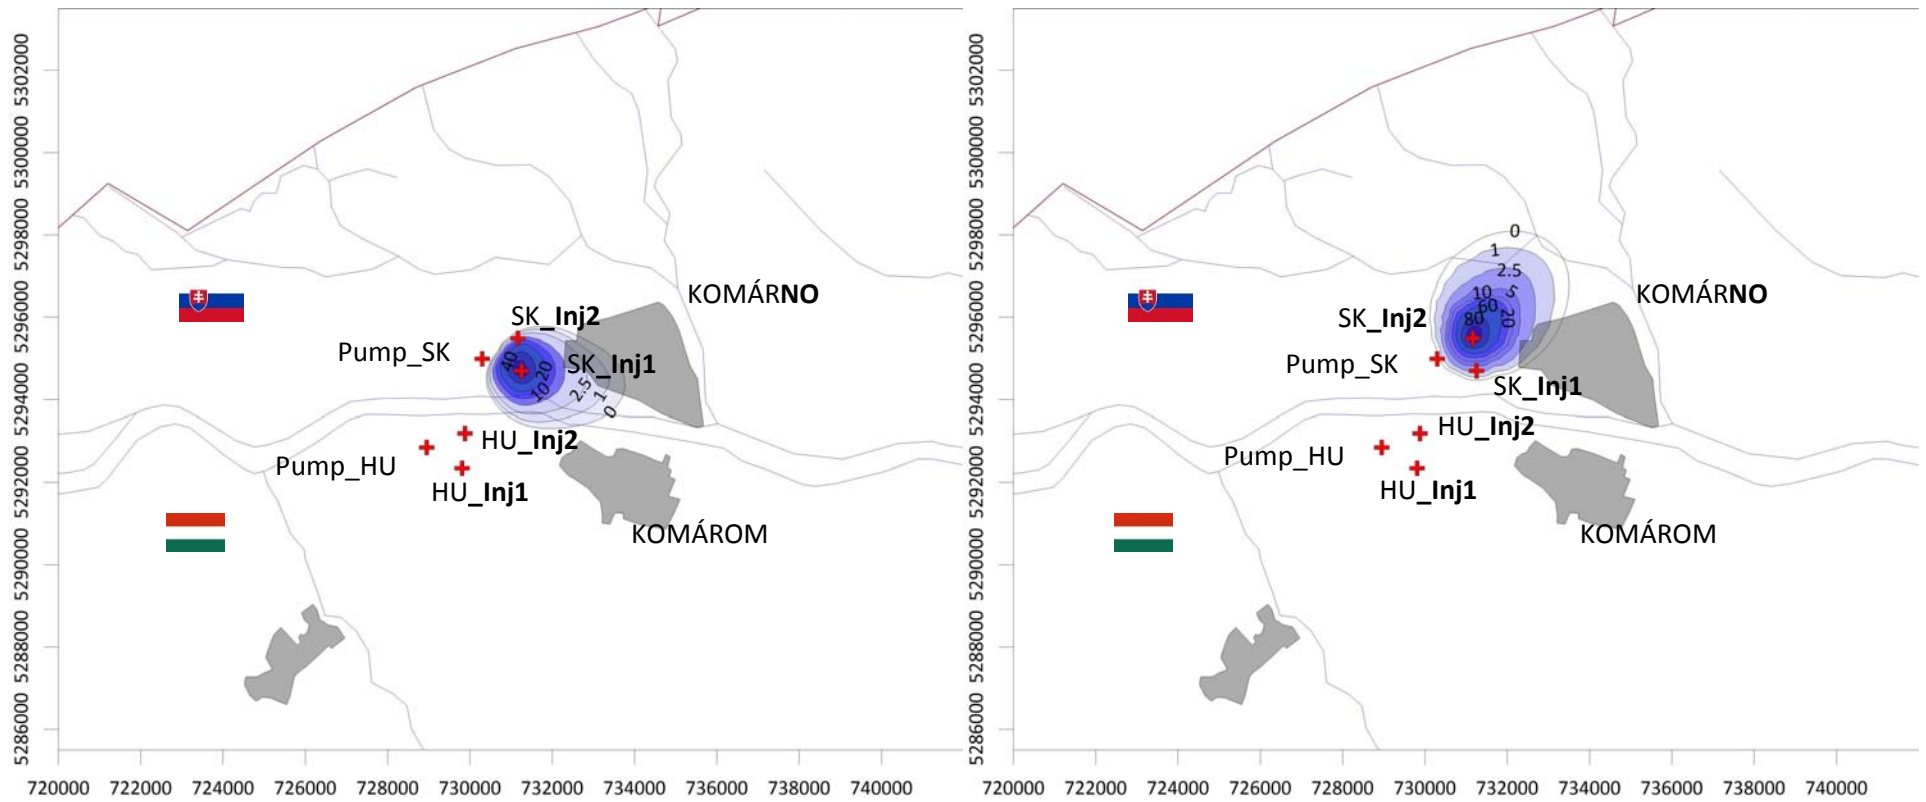 5302000
5300000
5298000
5296000
5294000
5292000
5290000
5288000
5286000
KOMÁRNO
SK_Inj2
Pump_SK
SK_Inj1
40
20
10
2.5
1
0
HU_Inj2
Pump_HU
HU_Inj1
KOMÁROM
720000 722000 724000 726000 728000 730000 732000 734000 736000 738000 740000
5302000
5300000
5298000
5296000
5294000
5292000
5290000
5288000
5286000
0
1
2.5
10
5
60
20
80
KOMÁRNO
SK_Inj2
Pump_SK
SK_Inj1
HU_Inj2
Pump_HU
HU_Inj1
KOMÁROM
720000 722000 724000 726000 728000 730000 732000 734000 736000 738000 740000